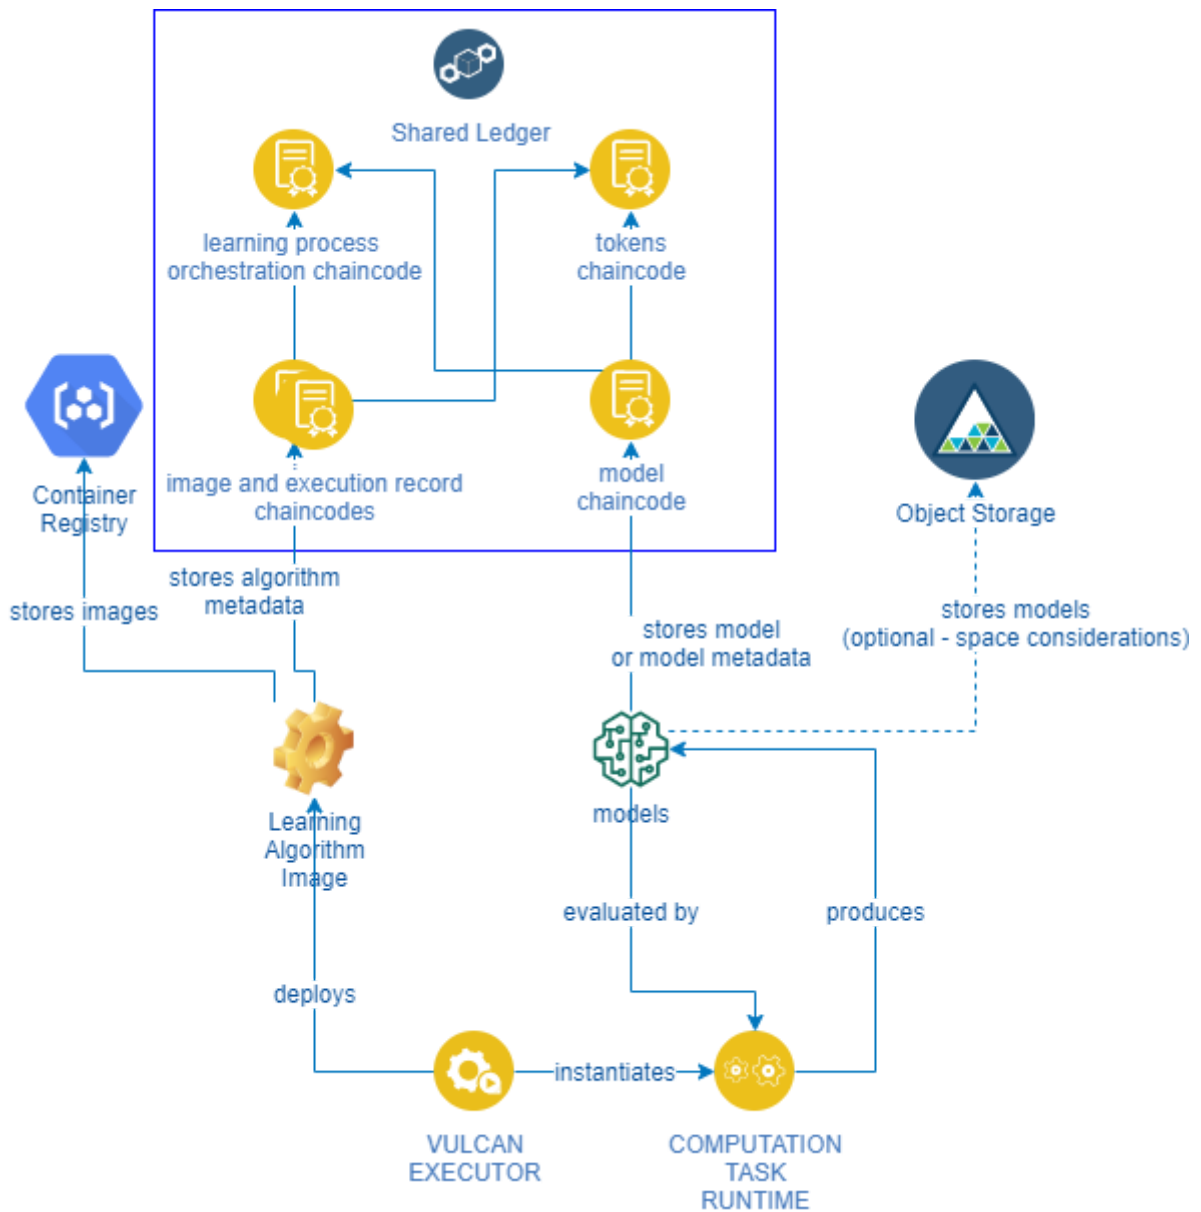 Shared Ledger
learning process
orchestration chaincode
tokens
chaincode
image and execution record
chaincodes
model
chaincode
Container
Registry
Object Storage
stores images
stores algorithm
metadata
stores model
or model metadata
stores models
(optional - space considerations)
Learning
Algorithm
Image
models
evaluated by
produces
deploys
instantiates
VULCAN
EXECUTOR
COMPUTATION
TASK
RUNTIME